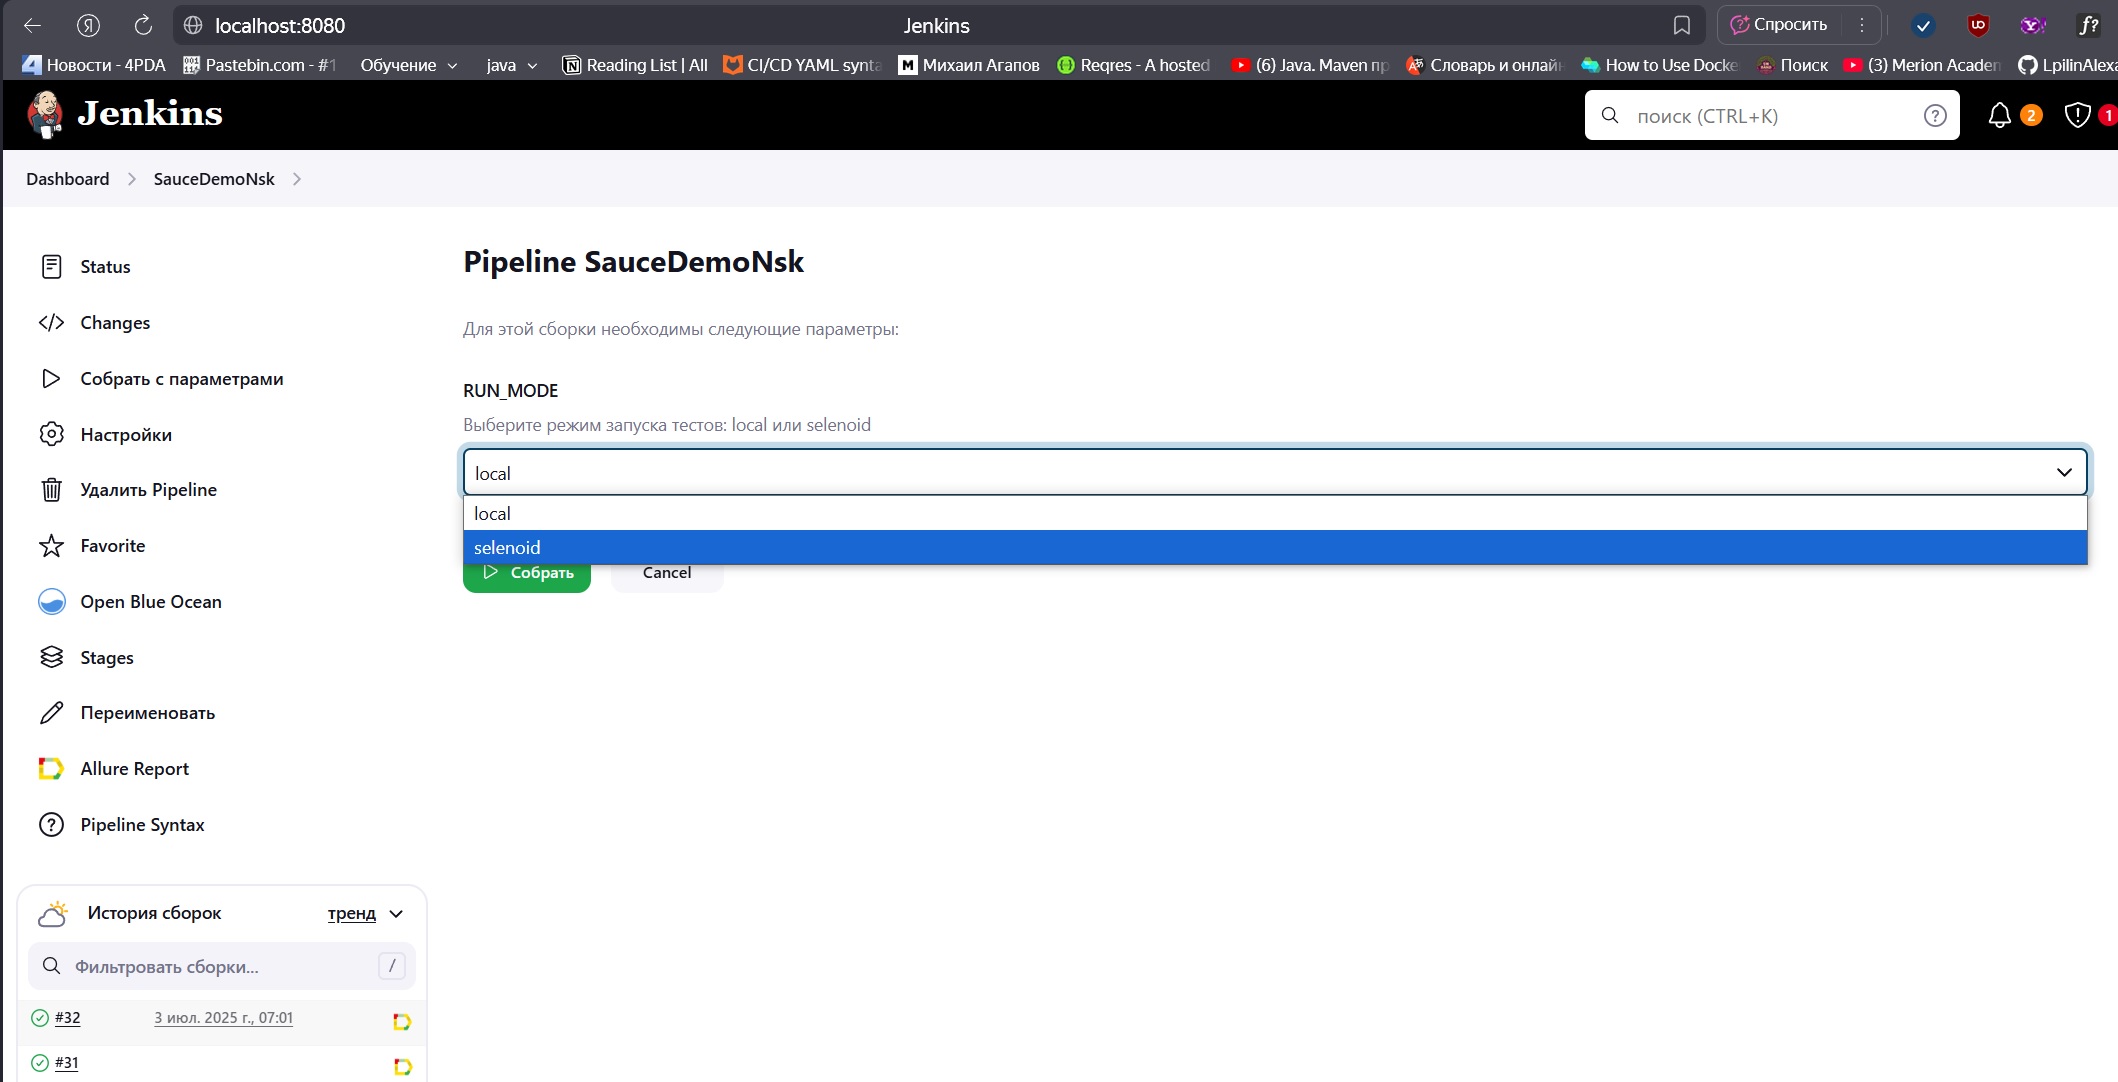 localhost:8080
Jenkins
Спросить
Новости - 4PDA
Pastebin.com - #1
Обучение
java
Reading List | All
CI/CD YAML synta
Михаил Агапов
Reqres - A hosted
(6) Java. Maven пр
Словарь и онлайн
How to Use Docke
Поиск
(3) Merion Academ
LpilinAlexa
Jenkins
поиск (CTRL+K)
2
1
Dashboard
SauceDemoNsk
Status
Changes
Собрать с параметрами
Настройки
Удалить Pipeline
Favorite
Open Blue Ocean
Stages
Переименовать
Allure Report
Pipeline Syntax
Pipeline SauceDemoNsk
Для этой сборки необходимы следующие параметры:
RUN_MODE
Выберите режим запуска тестов: local или selenoid
local
local
selenoid
Собрать
Cancel
История сборок
тренд
Фильтровать сборки...
/
#32
3 июл. 2025 г., 07:01
#31